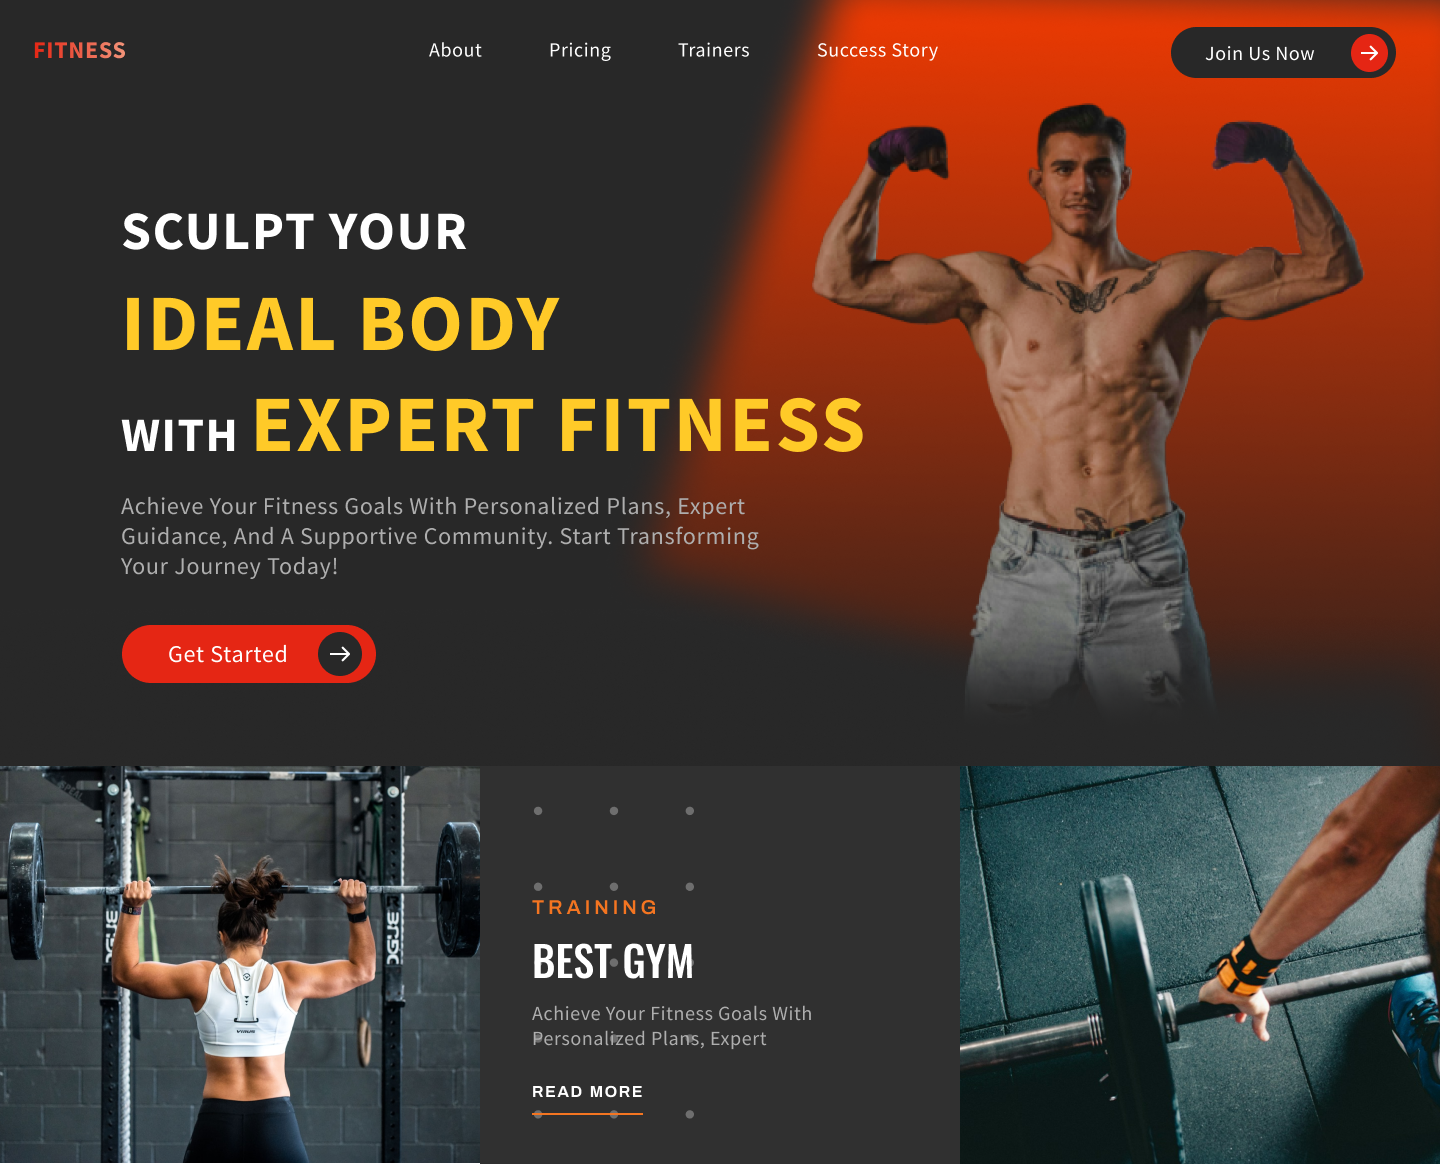 FITNESS
About
Pricing
Trainers
Success Story
Join Us Now
SCULPT YOUR
IDEAL BODY
WITH EXPERT FITNESS
Achieve Your Fitness Goals With Personalized Plans, Expert
Guidance, And A Supportive Community. Start Transforming
Your Journey Today!
Get Started
TRAINING
BEST GYM
Achieve Your Fitness Goals With
Personalized Plans, Expert
READ MORE